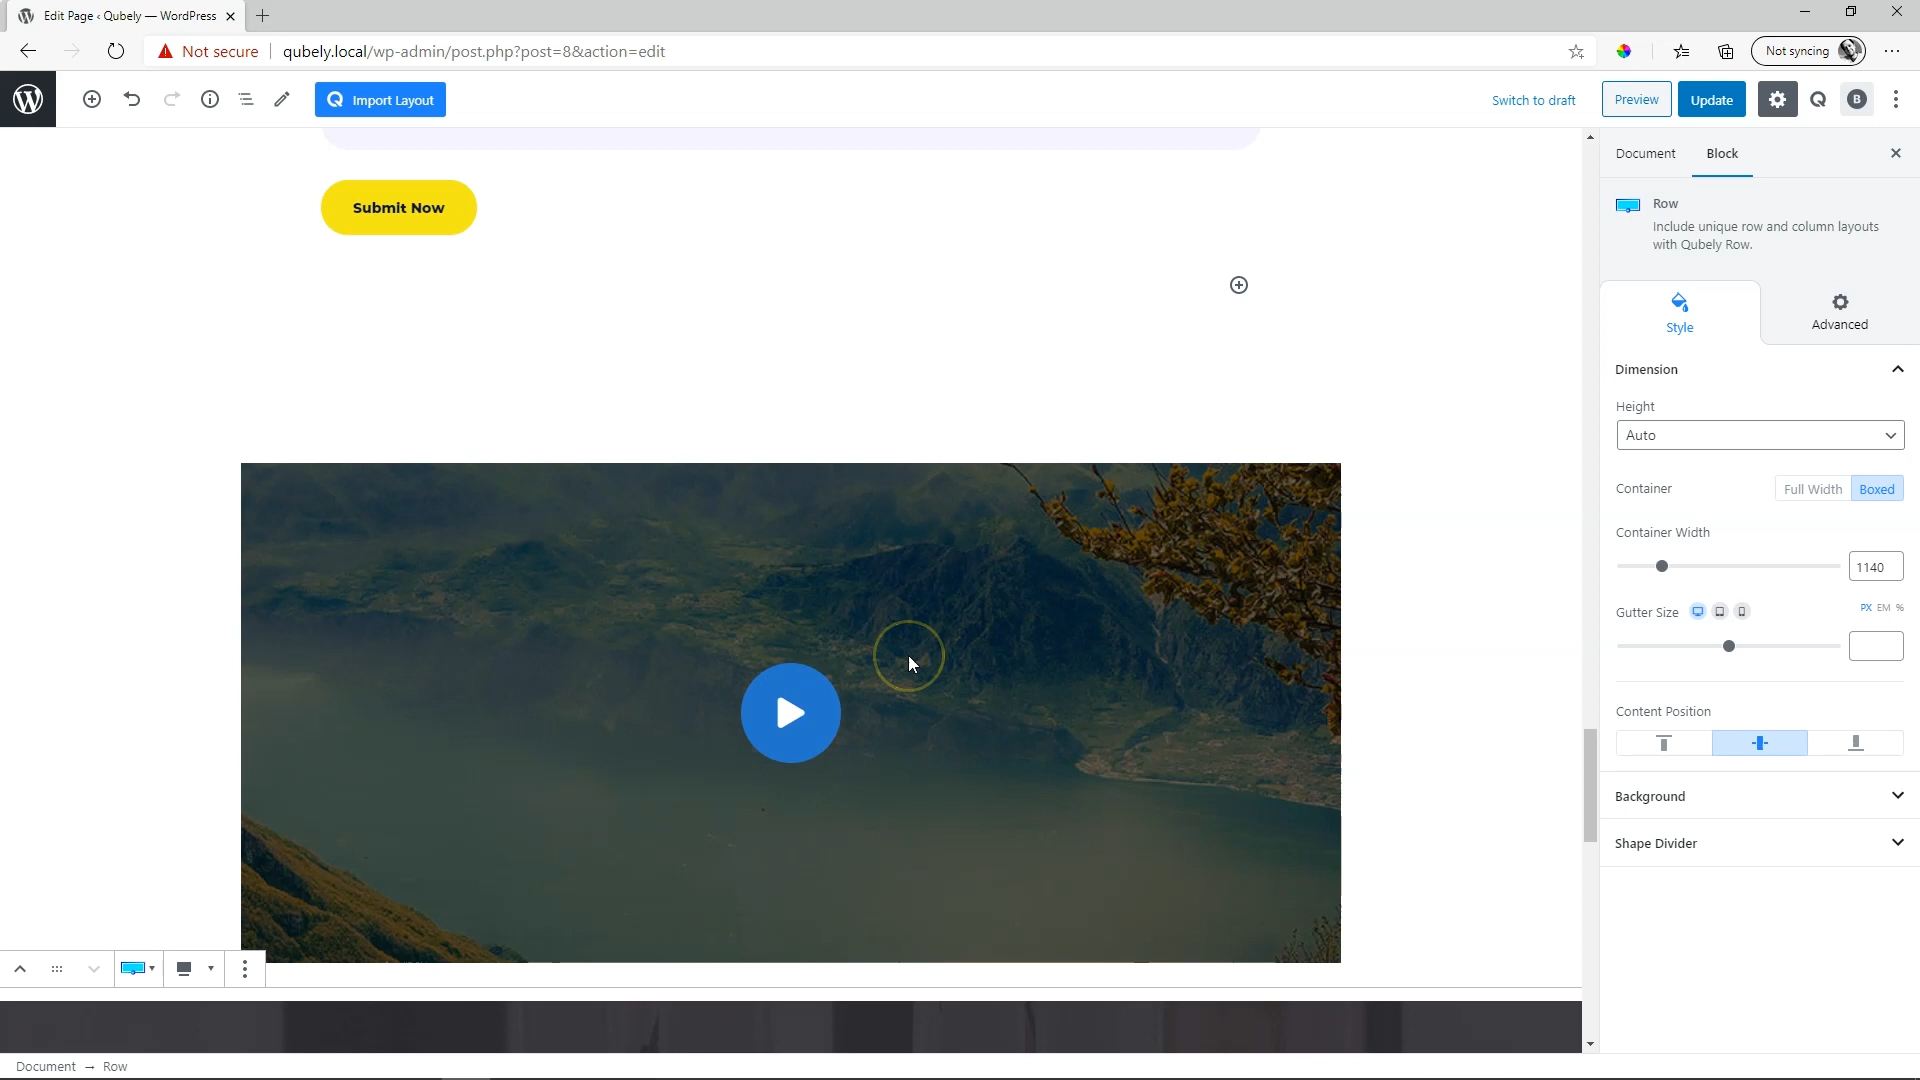 Edit Page ‹ Qubely — WordPress
Not secure
qubely.local/wp-admin/post.php?post=8&action=edit
Not syncing
Import Layout
Switch to draft
Preview
Update
B
Submit Now
Document
Block
Row
Include unique row and column layouts
with Qubely Row.
Style
Advanced
Dimension
Height
Auto
Container
Full Width
Boxed
Container Width
1140
Gutter Size
PX EM %
Content Position
Background
Shape Divider
Document → Row